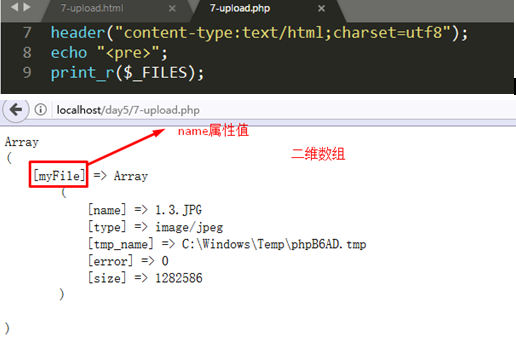 7-upload.html × 7-upload.php ×
7 header("content-type:text/html;charset=utf8");
8 echo "<pre>";
9 print_r($_FILES);
localhost/day5/7-upload.php
name属性值
二维数组
Array
(
[myFile] => Array
(
[name] => 1.3.JPG
[type] => image/jpeg
[tmp_name] => C:\Windows\Temp\phpB6AD.tmp
[error] => 0
[size] => 1282586
)
)